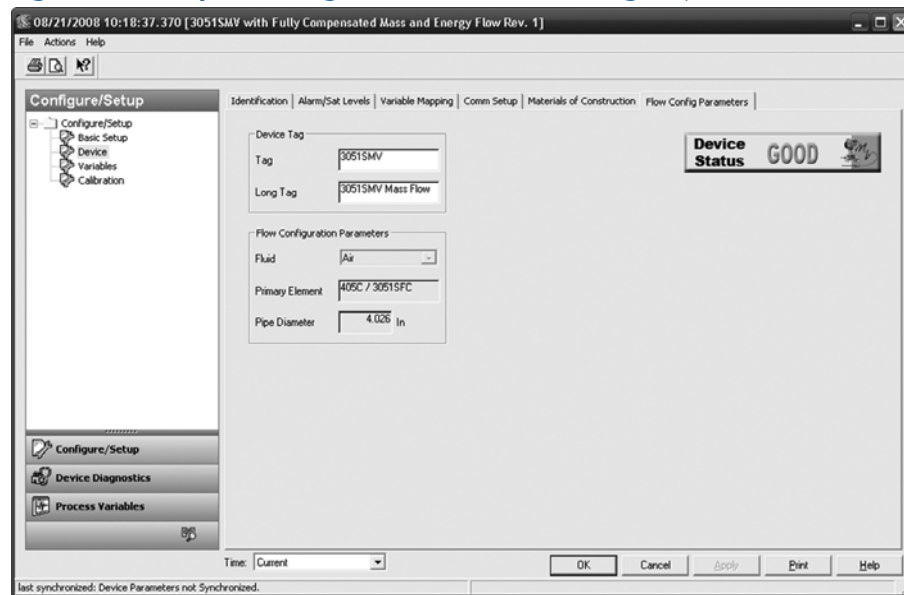 08/21/2008 10:18:37.370 [3051SMV with Fully Compensated Mass and Energy Flow Rev. 1]
File Actions Help
Configure/Setup
Configure/Setup
Basic Setup
Device
Variables
Calibration
Configure/Setup
Device Diagnostics
Process Variables
Identification | Alarm/Sat Levels | Variable Mapping | Comm Setup | Materials of Construction | Flow Config Parameters
Device Tag
Tag 3051SMV
Long Tag 3051SMV Mass Flow
Device Status GOOD
Flow Configuration Parameters
Fluid Air
Primary Element 405C / 3051SFC
Pipe Diameter 4.026 In
Time: Current
OK Cancel Apply Print Help
last synchronized: Device Parameters not Synchronized.